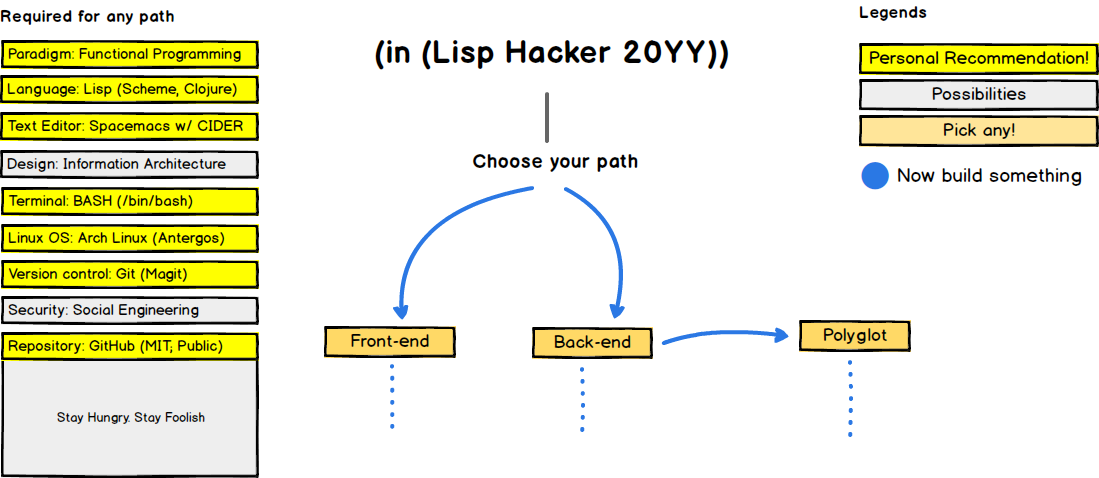 Required for any path
Paradigm: Functional Programming
Language: Lisp (Scheme, Clojure)
Text Editor: Spacemacs w/ CIDER
Design: Information Architecture
Terminal: BASH (/bin/bash)
Linux OS: Arch Linux (Antergos)
Version control: Git (Magit)
Security: Social Engineering
Repository: GitHub (MIT; Public)
Stay Hungry. Stay Foolish
(in (Lisp Hacker 20YY))
Choose your path
Front-end
Back-end
Polyglot
Legends
Personal Recommendation!
Possibilities
Pick any!
Now build something